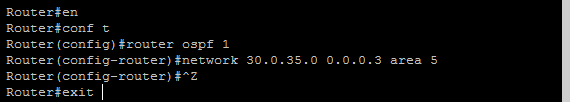 Router#en
Router#conf t
Router(config)#router ospf 1
Router(config-router)#network 30.0.35.0 0.0.0.3 area 5
Router(config-router)#^Z
Router#exit